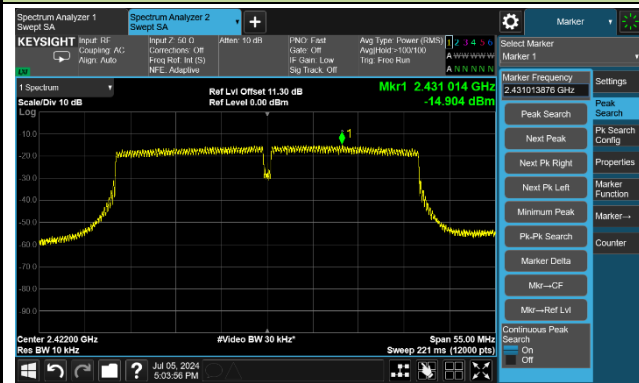 Spectrum Analyzer 1
Swept SA
Spectrum Analyzer 2
Swept SA
Marker
KEYSIGHT
Input: RF
Coupling: AC
Align: Auto
Input Z: 50 Ω
Corrections: Off
Freq Ref: Int (S)
NFE: Adaptive
Atten: 10 dB
PNO: Fast
Gate: Off
IF Gain: Low
Sig Track: Off
Avg Type: Power (RMS)
Avg|Hold:>100/100
Trig: Free Run
1 2 3 4 5 6
A W W W W W
A N N N N N
LVI
Select Marker
Marker 1
1 Spectrum
Scale/Div 10 dB
Log
Ref Lvl Offset 11.30 dB
Ref Level 0.00 dBm
Mkr1 2.431 014 GHz
-14.904 dBm
1
-10.0
-20.0
-30.0
-40.0
-50.0
-60.0
-70.0
-80.0
-90.0
Center 2.42200 GHz
Res BW 10 kHz
#Video BW 30 kHz*
Span 55.00 MHz
Sweep 221 ms (12000 pts)
Marker Frequency
2.431013876 GHz
Peak Search
Next Peak
Next Pk Right
Next Pk Left
Minimum Peak
Pk-Pk Search
Marker Delta
Mkr→CF
Mkr→Ref Lvl
Continuous Peak
Search
On
Off
Settings
Peak
Search
Pk Search
Config
Properties
Marker
Function
Marker→
Counter
?
Jul 05, 2024
5:03:56 PM